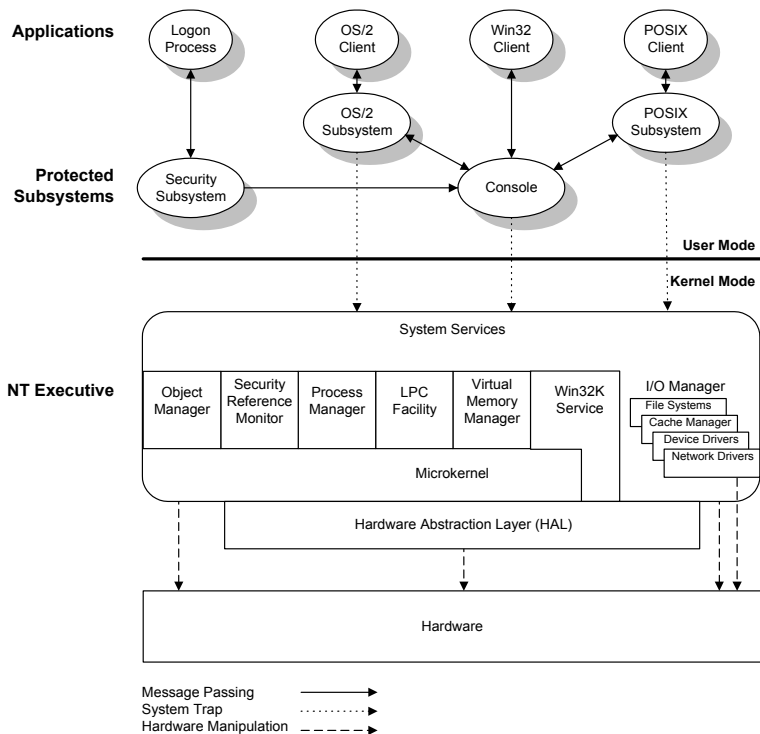 Applications
Logon
Process
OS/2
Client
Win32
Client
POSIX
Client
OS/2
Subsystem
POSIX
Subsystem
Protected
Subsystems
Security
Subsystem
Console
User Mode
Kernel Mode
System Services
NT Executive
Object
Manager
Security
Reference
Monitor
Process
Manager
LPC
Facility
Virtual
Memory
Manager
Win32K
Service
I/O Manager
File Systems
Cache Manager
Device Drivers
Network Drivers
Microkernel
Hardware Abstraction Layer (HAL)
Hardware
Message Passing
System Trap
Hardware Manipulation